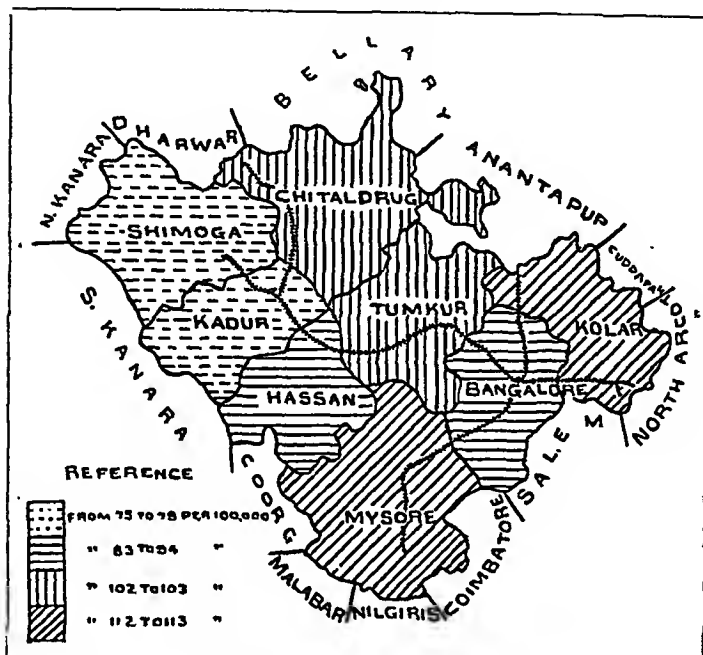 BELLARY
N. KANARA
DHARWAR
ANANTAPUR
CHITALDRUG
SHIMOGA
CUDDAPAH
TUMKUR
KOLAR
NORTH ARCOT
KADUR
S. KANARA
BANGALORE
HASSAN
SALEM
COORG
MYSORE
COIMBATORE
MALABAR
NILGIRIS
REFERENCE
FROM 75 TO 78 PER 100,000
" 83 TO 94 "
" 102 TO 103 "
" 112 TO 113 "